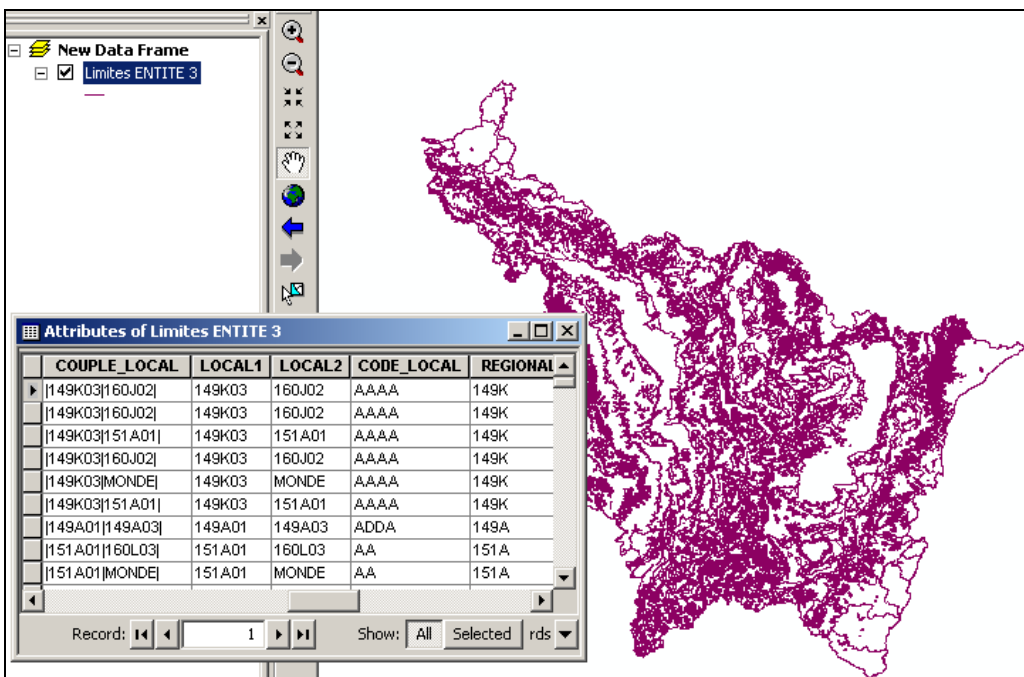 New Data Frame
Limites ENTITE 3
Attributes of Limites ENTITE 3
COUPLE_LOCAL LOCAL1 LOCAL2 CODE_LOCAL REGIONAL
|149K03|160J02| 149K03 160J02 AAAA 149K
|149K03|160J02| 149K03 160J02 AAAA 149K
|149K03|151A01| 149K03 151A01 AAAA 149K
|149K03|160J02| 149K03 160J02 AAAA 149K
|149K03|MONDE| 149K03 MONDE AAAA 149K
|149K03|151A01| 149K03 151A01 AAAA 149K
|149A01|149A03| 149A01 149A03 ADDA 149A
|151A01|160L03| 151A01 160L03 AA 151A
|151A01|MONDE| 151A01 MONDE AA 151A
Record: 1 Show: All Selected rds